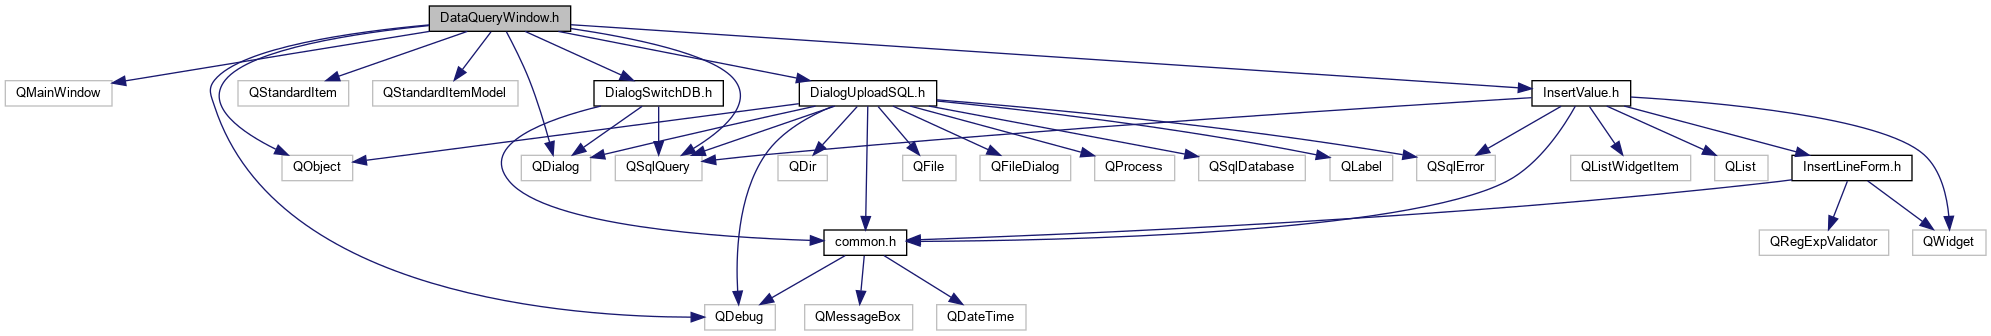 DataQueryWindow.h
QMainWindow
QStandardItem
QStandardItemModel
DialogSwitchDB.h
DialogUploadSQL.h
InsertValue.h
QObject
QDialog
QSqlQuery
QDir
QFile
QFileDialog
QProcess
QSqlDatabase
QLabel
QSqlError
QListWidgetItem
QList
InsertLineForm.h
common.h
QRegExpValidator
QWidget
QDebug
QMessageBox
QDateTime